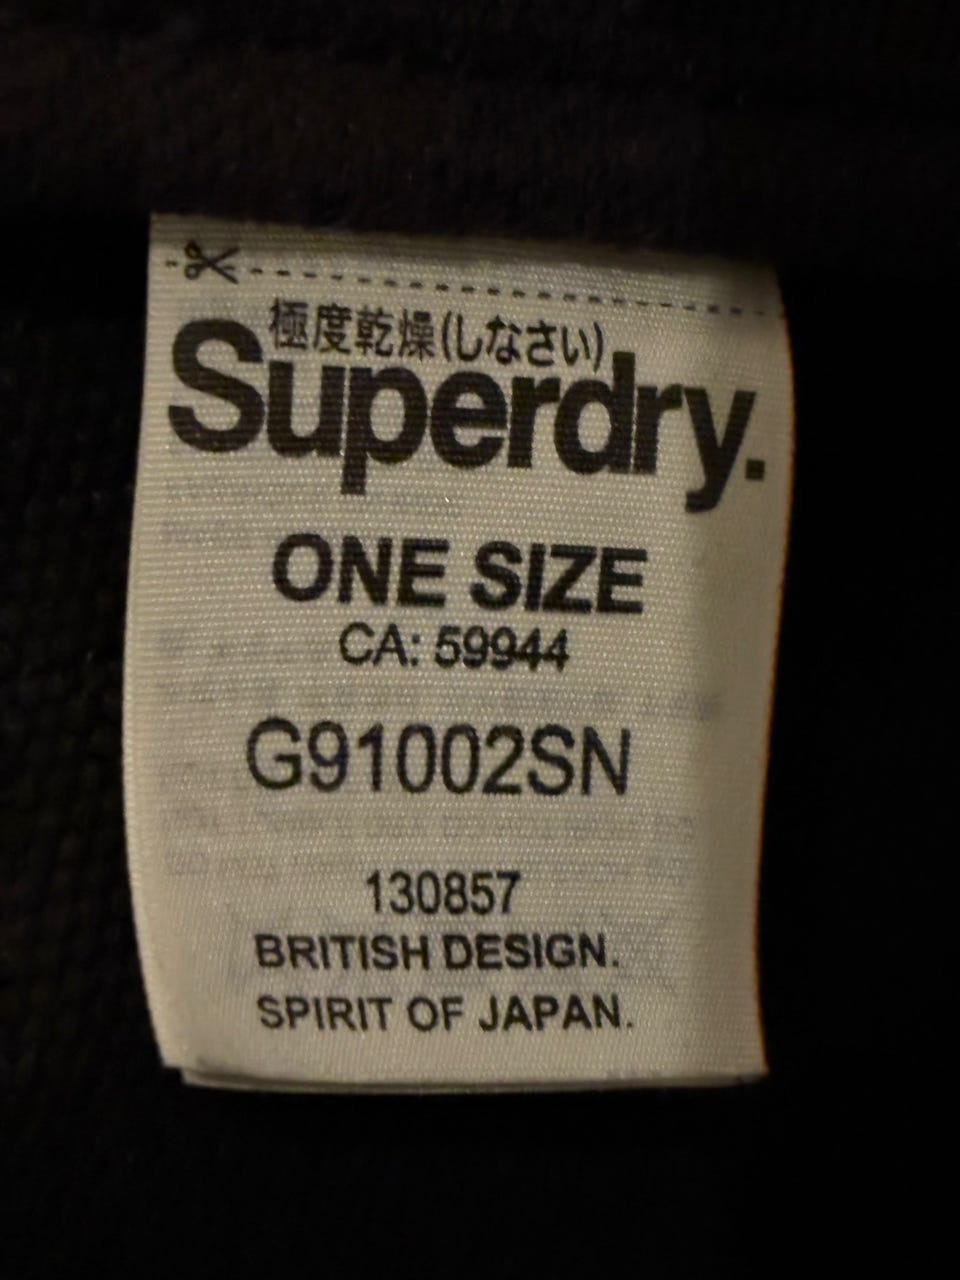 極度乾燥(しなさい)
Superdry.
ONE SIZE
CA: 59944
G91002SN
130857
BRITISH DESIGN.
SPIRIT OF JAPAN.